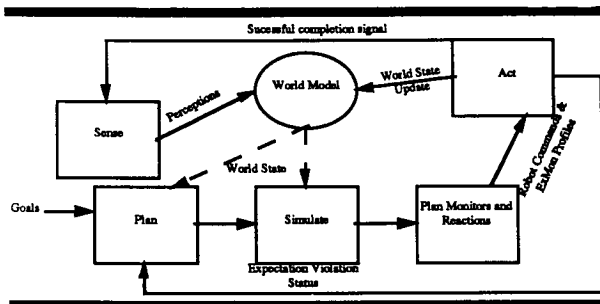 Sucessful completion signal
World Model
World State
Update
Act
Perceptions
Sense
World State
Robot Commands &
ExMon Profiles
Goals
Plan
Simulate
Plan Monitors and
Reactions
Expectation Violation
Status